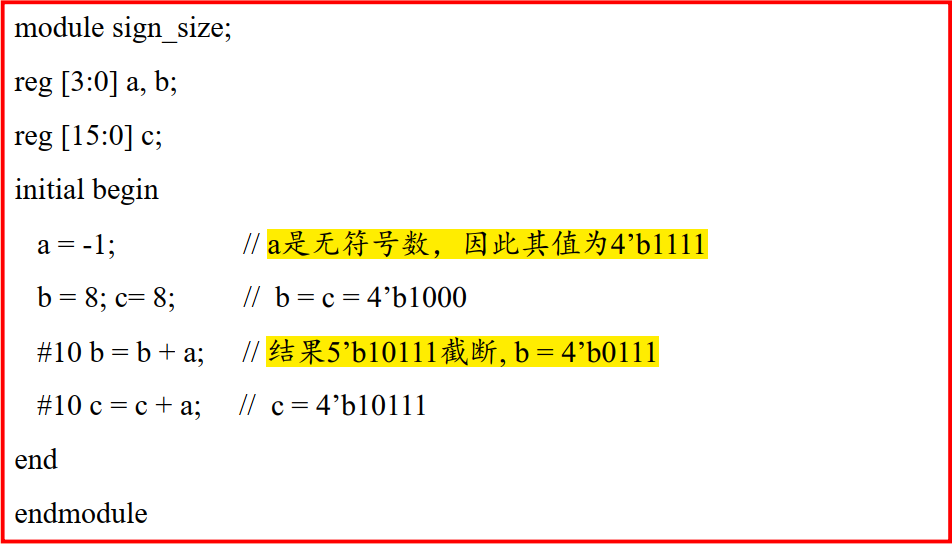 module sign_size;
reg [3:0] a, b;
reg [15:0] c;
initial begin
a = -1; // a是无符号数，因此其值为4’b1111
b = 8; c= 8; // b = c = 4’b1000
#10 b = b + a; // 结果5’b10111截断, b = 4’b0111
#10 c = c + a; // c = 4’b10111
end
endmodule